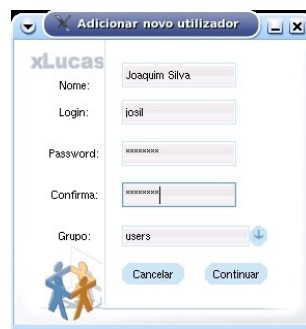 Adicionar novo utilizador
xLucas
Nome: Joaquim Silva
Login: josil
Password: ********
Confirma: ********
Grupo: users
Cancelar Continuar